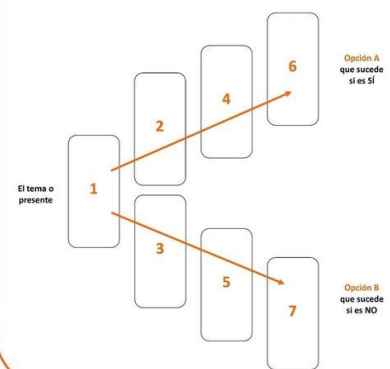 6
Opción A
que sucede
si es SÍ
4
2
El tema o
presente
1
3
5
7
Opción B
que sucede
si es NO